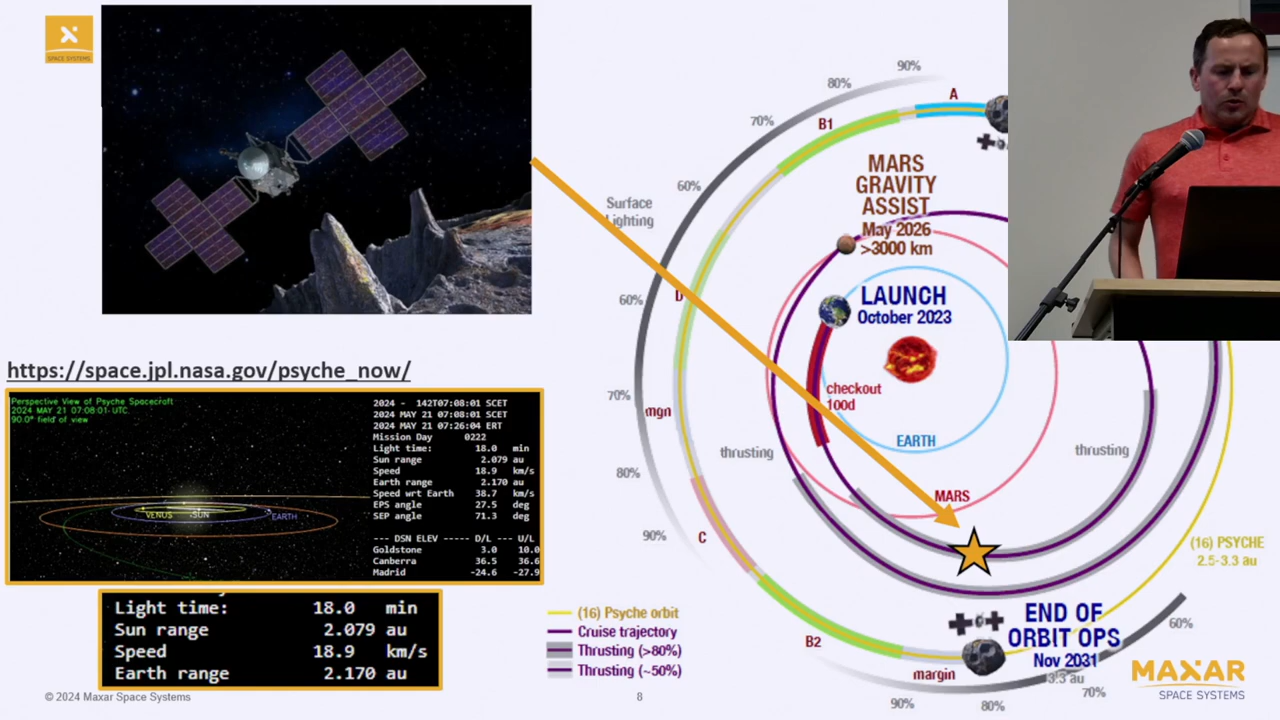 SPACE SYSTEMS
https://space.jpl.nasa.gov/psyche_now/
Perspective View of Psyche Spacecraft
2024 MAY 21 07:08:01 UTC
90.0° field of view
VENUS
SUN
EARTH
2024 - 142T07:08:01 SCET
2024 MAY 21 07:08:01 SCET
2024 MAY 21 07:26:04 ERT
Mission Day 0222
Light time: 18.0 min
Sun range 2.079 au
Speed 18.9 km/s
Earth range 2.170 au
Speed wrt Earth 38.7 km/s
EPS angle 27.5 deg
SEP angle 71.3 deg
--- DSN ELEV ----- D/L --- U/L
Goldstone 3.0 10.0
Canberra 36.5 36.6
Madrid -24.6 -27.9
Light time: 18.0 min
Sun range 2.079 au
Speed 18.9 km/s
Earth range 2.170 au
90%
80%
70%
60%
Surface
Lighting
60%
70%
80%
90%
A
B1
D
mgn
C
B2
margin
MARS
GRAVITY
ASSIST
May 2026
>3000 km
LAUNCH
October 2023
checkout
100d
EARTH
thrusting
thrusting
MARS
(16) PSYCHE
2.5-3.3 au
END OF
ORBIT OPS
Nov 2031
3.3 au
60%
70%
80%
90%
(16) Psyche orbit
Cruise trajectory
Thrusting (>80%)
Thrusting (~50%)
© 2024 Maxar Space Systems
8
MAXAR
SPACE SYSTEMS